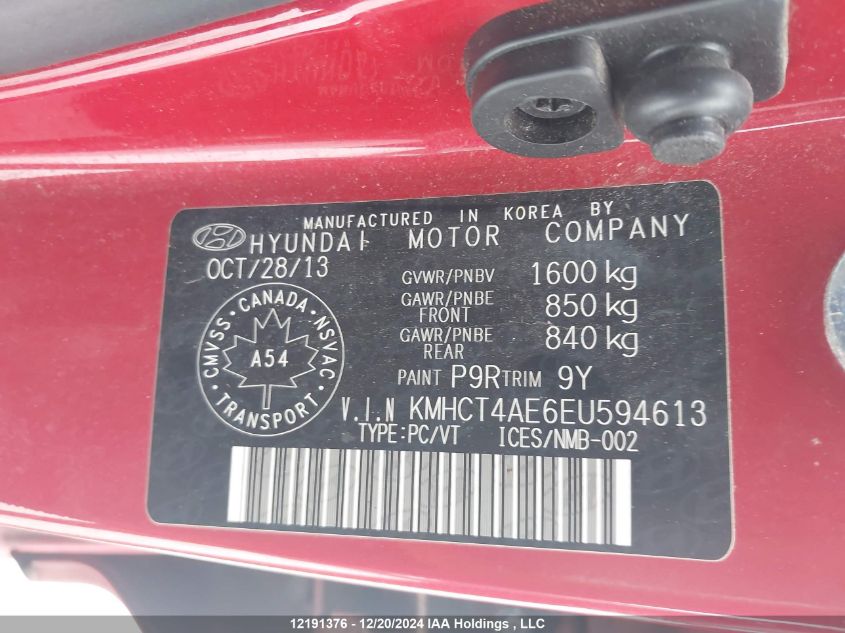 MANUFACTURED IN KOREA BY
HYUNDAI MOTOR COMPANY
OCT/28/13
GVWR/PNBV 1600 kg
GAWR/PNBE FRONT 850 kg
GAWR/PNBE REAR 840 kg
CMVSS · CANADA · NSVAC
A54
· TRANSPORT ·
PAINT P9R TRIM 9Y
V.I.N KMHCT4AE6EU594613
TYPE:PC/VT ICES/NMB-002
12191376 - 12/20/2024 IAA Holdings, LLC